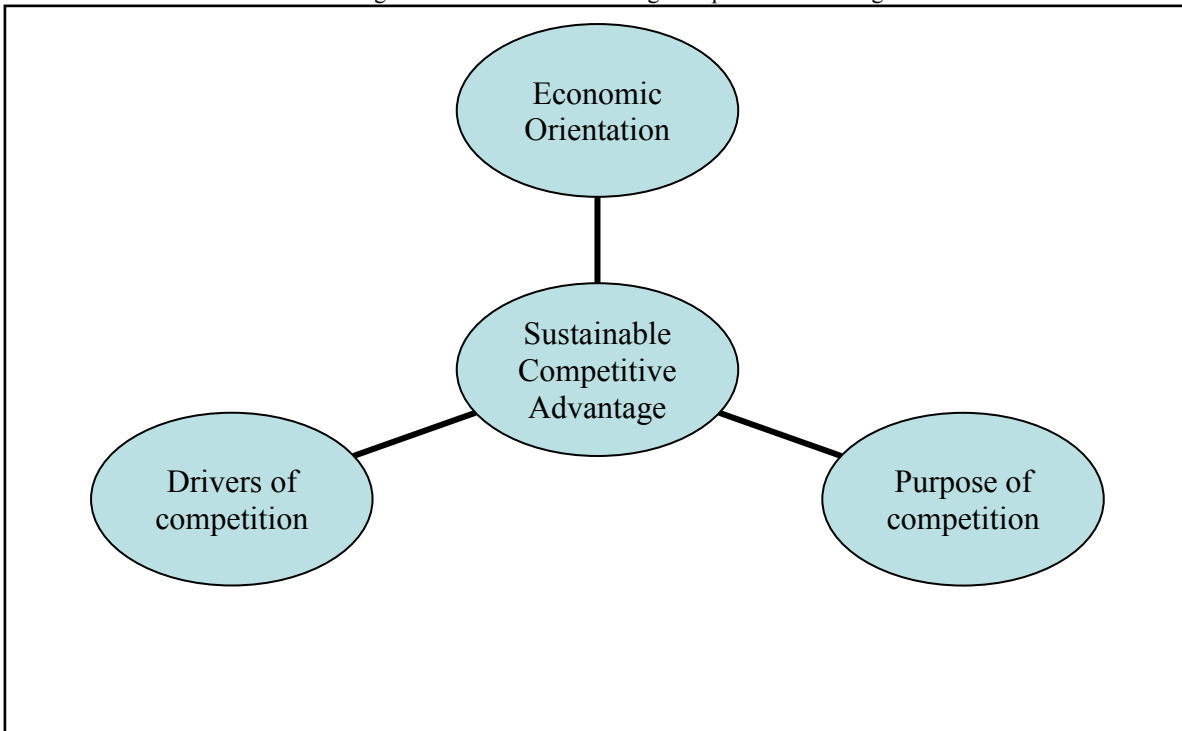 Economic
Orientation
Sustainable
Competitive
Advantage
Drivers of
competition
Purpose of
competition